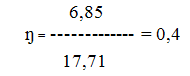 6,85
ŋ = ------------- = 0,4
17,71